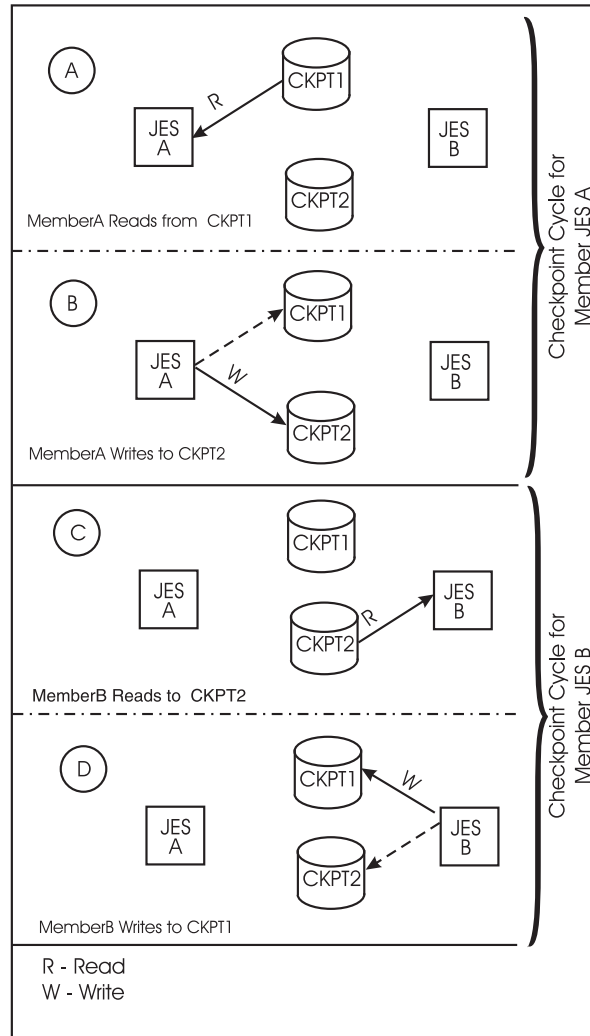 A
CKPT1
R
JES
A
JES
B
CKPT2
MemberA Reads from CKPT1
B
CKPT1
JES
A
W
JES
B
CKPT2
MemberA Writes to CKPT2
Checkpoint Cycle for
Member JES A
C
CKPT1
JES
A
R
JES
B
CKPT2
MemberB Reads to CKPT2
D
CKPT1
W
JES
A
JES
B
CKPT2
MemberB Writes to CKPT1
Checkpoint Cycle for
Member JES B
R - Read
W - Write